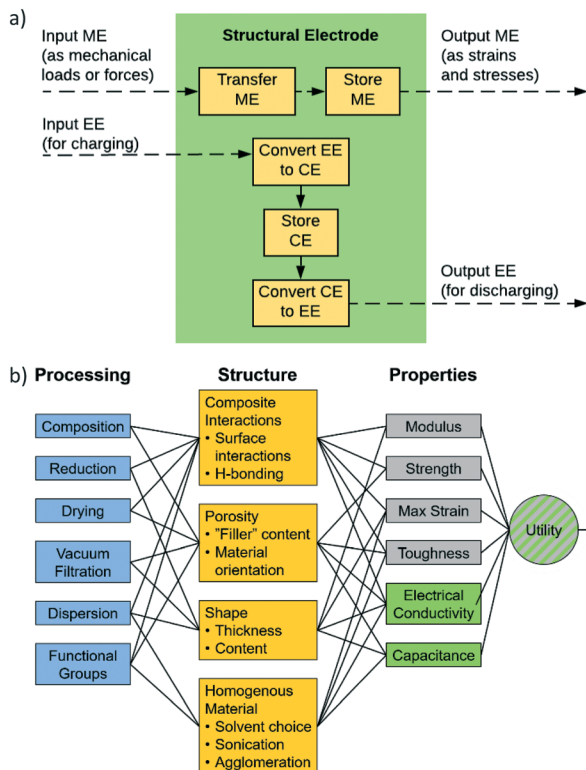 a)
Input ME
(as mechanical
loads or forces)
Structural Electrode
Output ME
(as strains
and stresses)
Transfer
ME
Store
ME
Input EE
(for charging)
Convert EE
to CE
Store
CE
Convert CE
to EE
Output EE
(for discharging)
b)
Processing
Structure
Properties
Composition
Reduction
Drying
Vacuum
Filtration
Dispersion
Functional
Groups
Composite
Interactions
• Surface
interactions
• H-bonding
Porosity
• "Filler" content
• Material
orientation
Shape
• Thickness
• Content
Homogenous
Material
• Solvent choice
• Sonication
• Agglomeration
Modulus
Strength
Max Strain
Toughness
Electrical
Conductivity
Capacitance
Utility